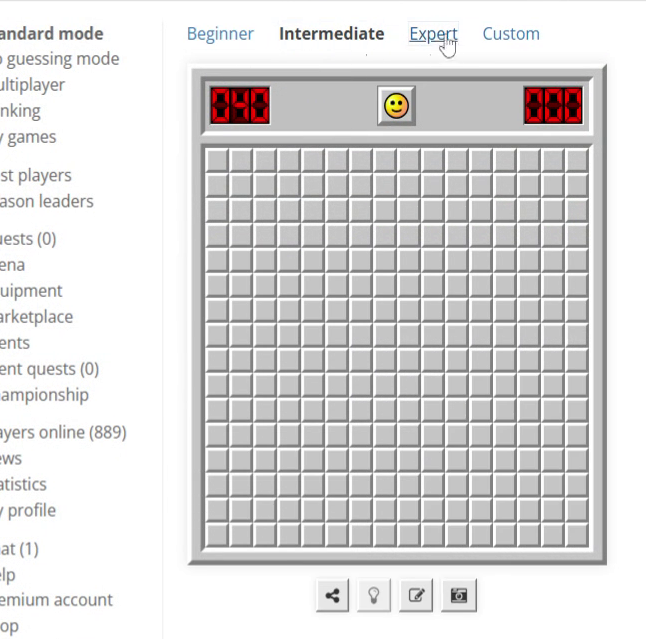 andard mode
o guessing mode
ultiplayer
nking
y games
st players
ason leaders
uests (0)
ena
uipment
arketplace
ents
ent quests (0)
ampionship
ayers online (889)
ews
atistics
y profile
at (1)
elp
emium account
op
Beginner Intermediate Expert Custom
040 000